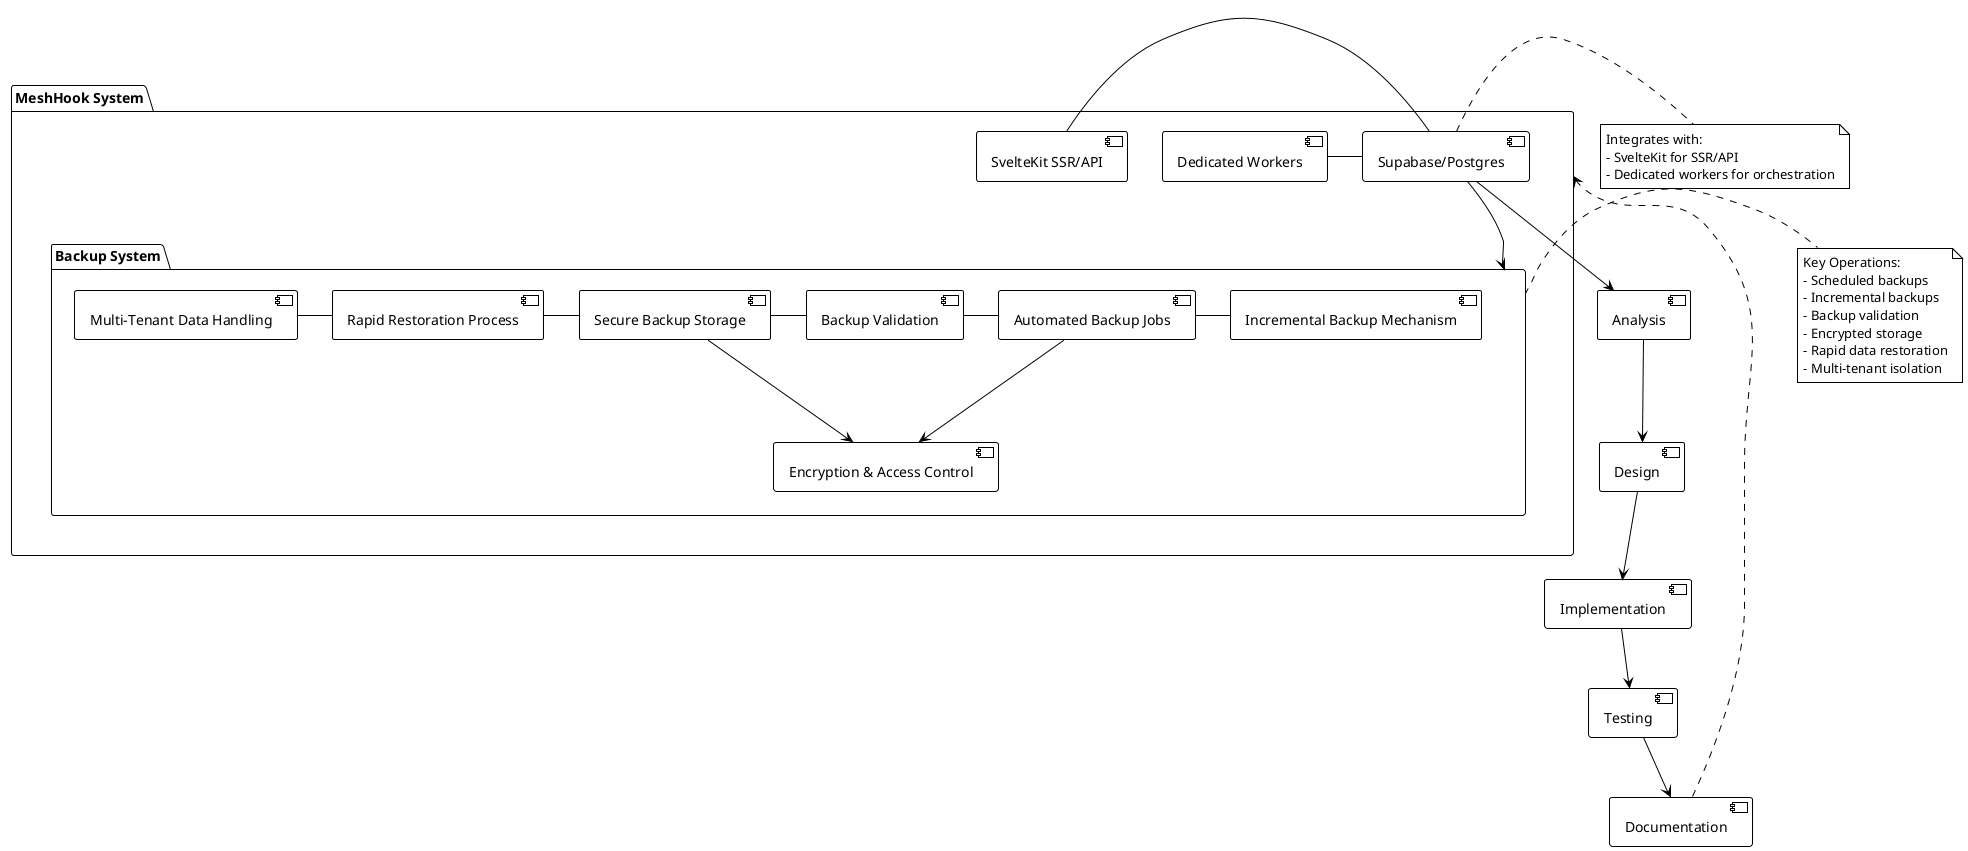 MeshHook System
SvelteKit SSR/API
Dedicated Workers
Supabase/Postgres
Integrates with:
- SvelteKit for SSR/API
- Dedicated workers for orchestration
Backup System
Multi-Tenant Data Handling
Rapid Restoration Process
Secure Backup Storage
Backup Validation
Automated Backup Jobs
Incremental Backup Mechanism
Analysis
Key Operations:
- Scheduled backups
- Incremental backups
- Backup validation
- Encrypted storage
- Rapid data restoration
- Multi-tenant isolation
Encryption & Access Control
Design
Implementation
Testing
Documentation